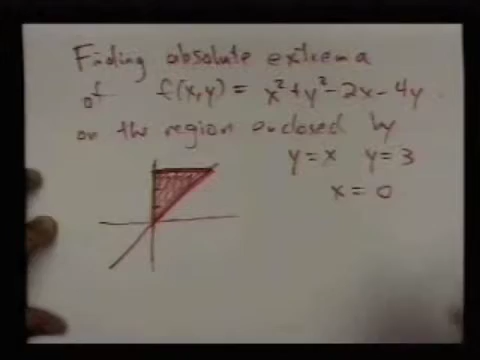 Finding absolute extrema
of f(x,y) = x² + y² - 2x - 4y
on the region enclosed by
y = x y = 3
x = 0